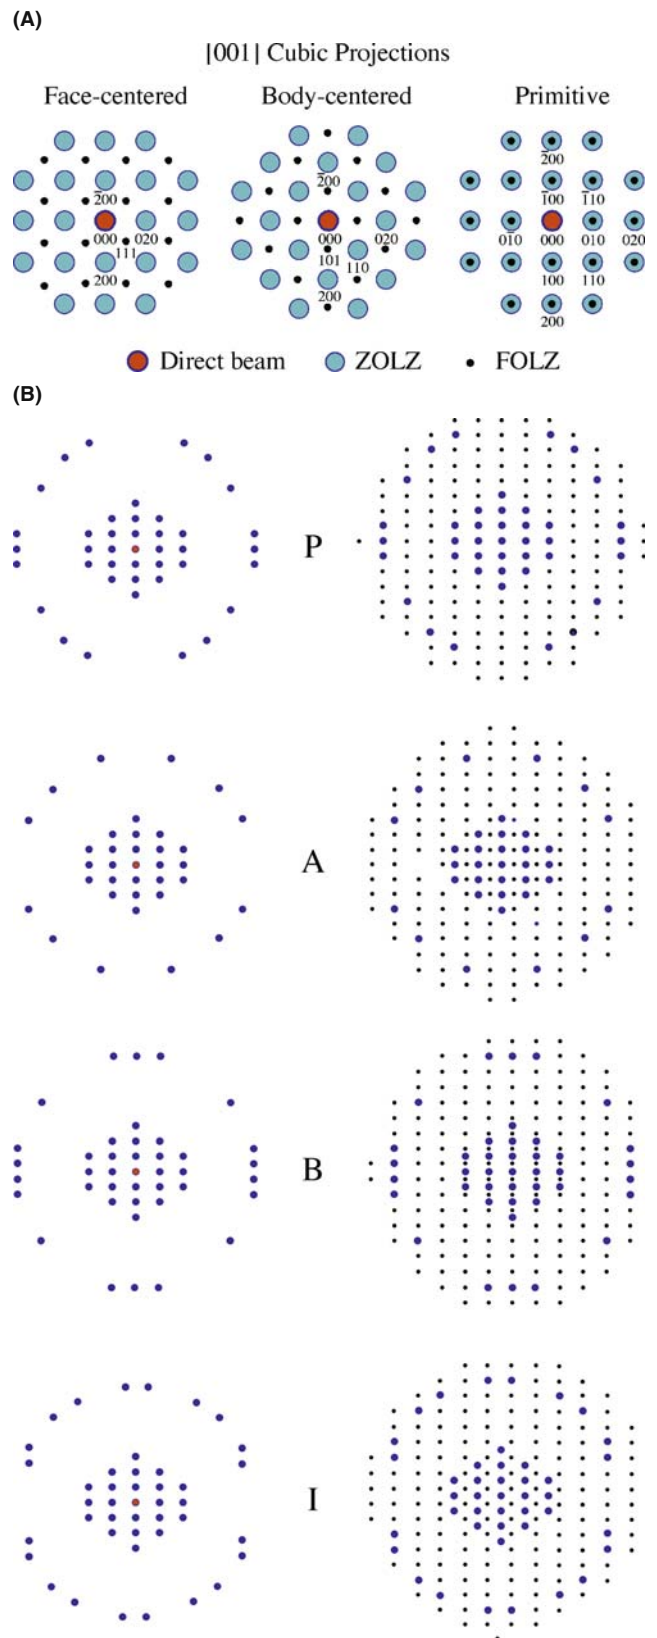 (A)
[001] Cubic Projections
Face-centered
2̄00
000 020
111
200
Body-centered
2̄00
000 020
101
110
200
Primitive
2̄00
1̄00 1̄10
01̄0 000 010 020
100 110
200
Direct beam ZOLZ FOLZ
(B)
P
A
B
I